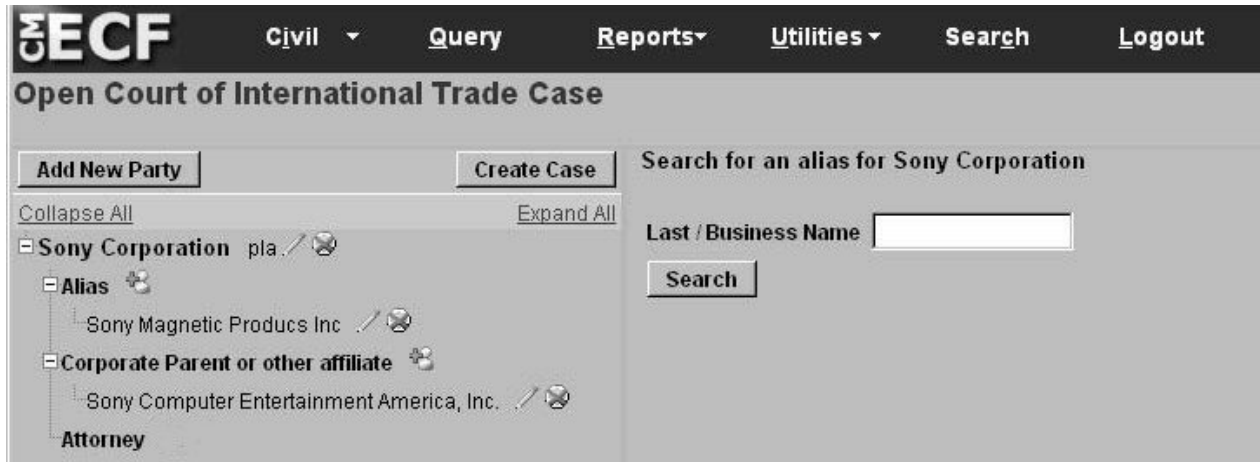 CM ECF Civil Query Reports Utilities Search Logout
Open Court of International Trade Case
Add New Party Create Case
Collapse All Expand All
Sony Corporation pla
Alias
Sony Magnetic Producs Inc
Corporate Parent or other affiliate
Sony Computer Entertainment America, Inc.
Attorney
Search for an alias for Sony Corporation
Last / Business Name
Search